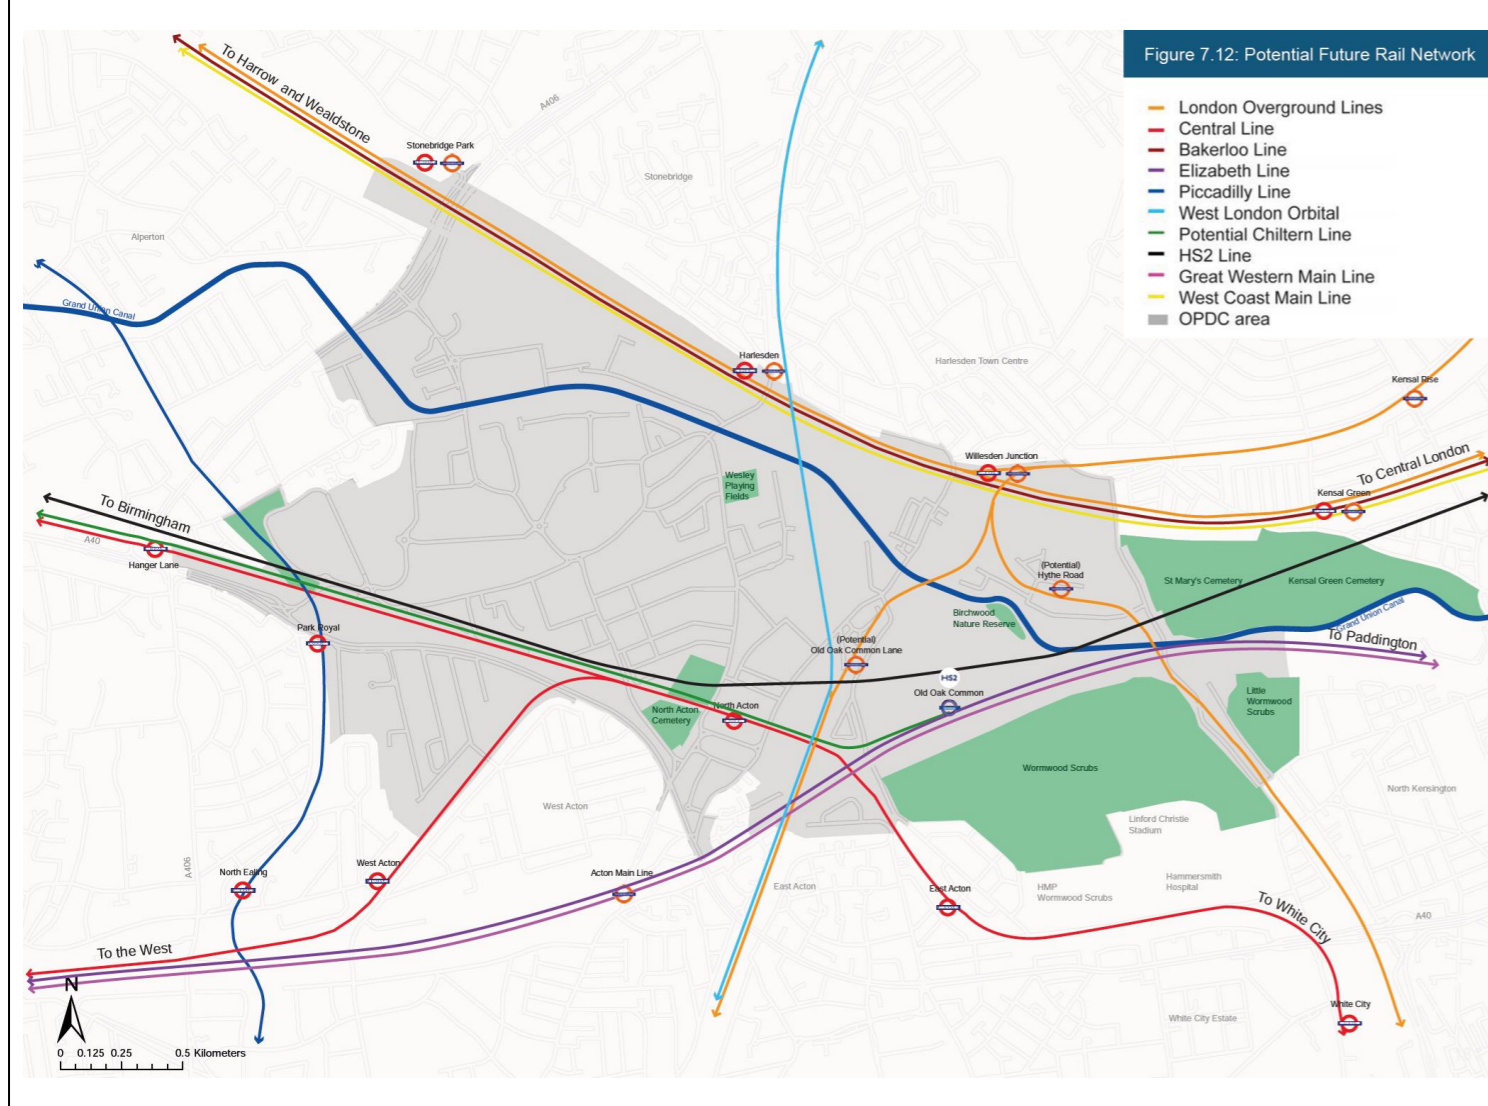 Figure 7.12: Potential Future Rail Network
London Overground Lines
Central Line
Bakerloo Line
Elizabeth Line
Piccadilly Line
West London Orbital
Potential Chiltern Line
HS2 Line
Great Western Main Line
West Coast Main Line
OPDC area
To Harrow and Wealdstone
A406
Stonebridge Park
Stonebridge
Alperton
Grand Union Canal
Harlesden
Harlesden Town Centre
Kensal Rise
Willesden Junction
To Central London
Kensal Green
Wesley
Playing
Fields
To Birmingham
A40
Hanger Lane
(Potential)
Hythe Road
St Mary's Cemetery
Kensal Green Cemetery
Grand Union Canal
Birchwood
Nature Reserve
To Paddington
Park Royal
(Potential)
Old Oak Common Lane
HS2
Old Oak Common
North Acton
Cemetery
North Acton
Little
Wormwood
Scrubs
Wormwood Scrubs
North Kensington
West Acton
Linford Christie
Stadium
A406
North Ealing
West Acton
Acton Main Line
East Acton
East Acton
HMP
Wormwood Scrubs
Hammersmith
Hospital
To White City
A40
To the West
White City
White City Estate
N
0 0.125 0.25 0.5 Kilometers